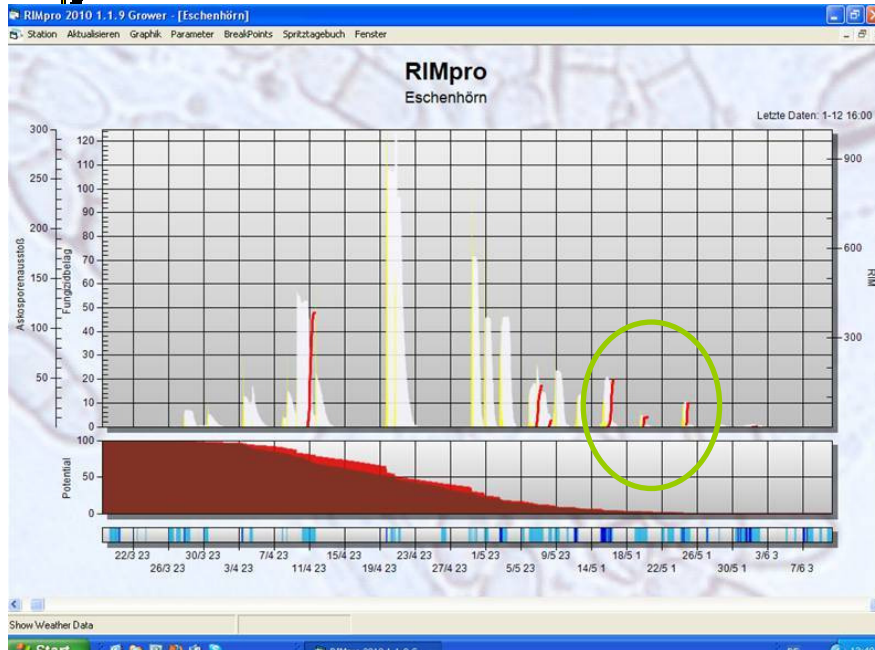 RIMpro 2010 1.1.9 Grower - [Eschenhörn]
Station Aktualisieren Graphik Parameter BreakPoints Spritztagebuch Fenster
RIMpro
Eschenhörn
Letzte Daten: 1-12 16:00
300
250
200
150
100
50
Askosporenausstoß
120
110
100
90
80
70
60
50
40
30
20
10
0
Fungizidbelag
900
600
300
RIM
100
50
0
Potential
22/3 23 30/3 23 7/4 23 15/4 23 23/4 23 1/5 23 9/5 23 18/5 1 26/5 1 3/6 3
26/3 23 3/4 23 11/4 23 19/4 23 27/4 23 5/5 23 14/5 1 22/5 1 30/5 1 7/6 3
Show Weather Data
Start